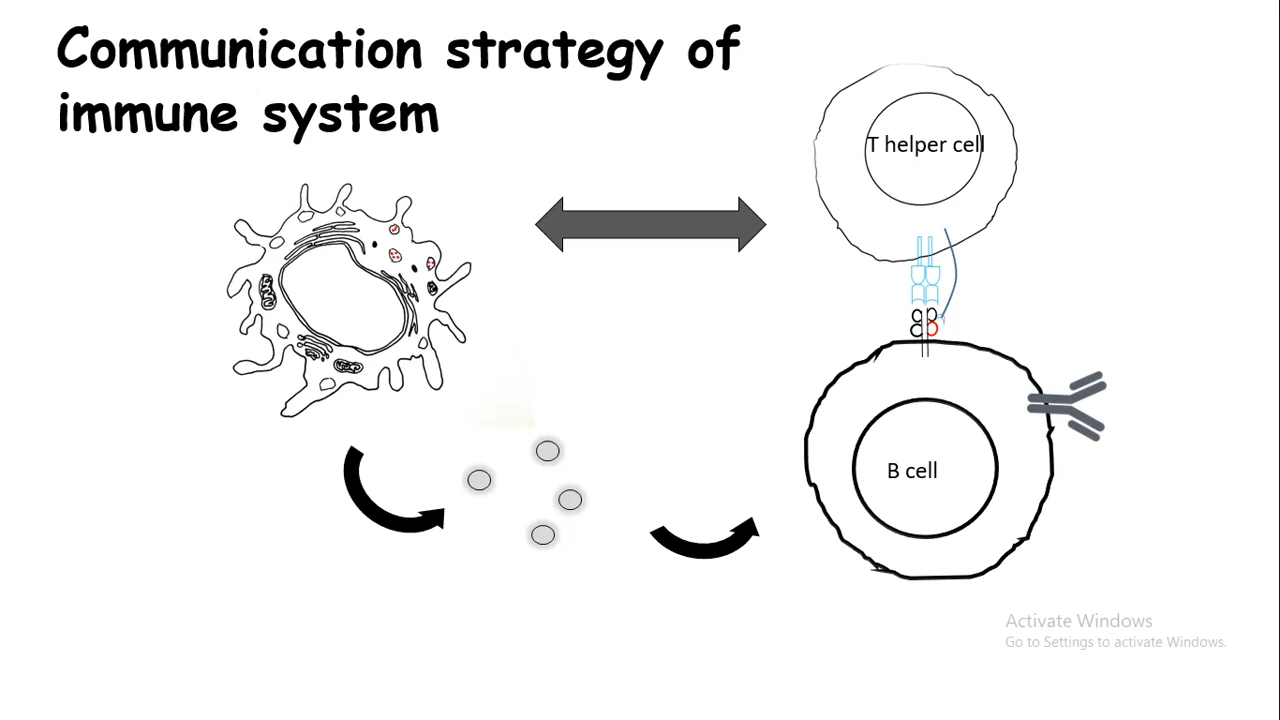 Communication strategy of
immune system
T helper cell
B cell
Activate Windows
Go to Settings to activate Windows.